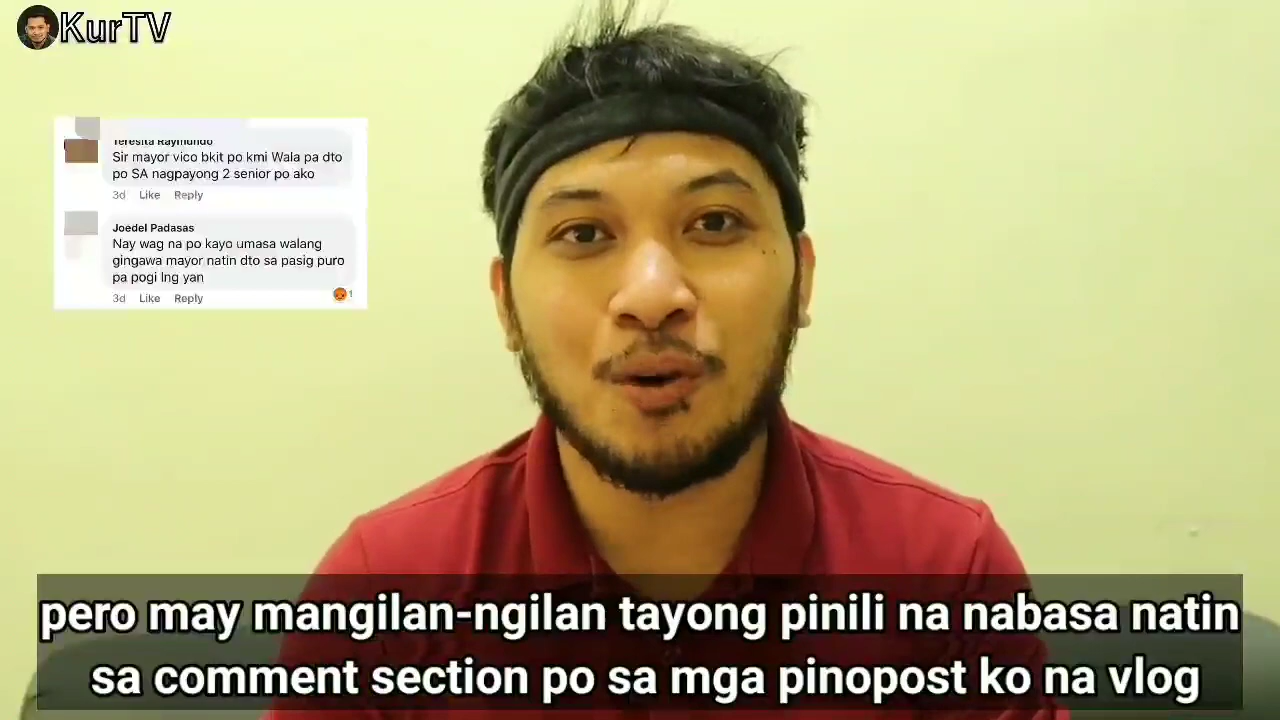 KurTV
Teresita Raymundo
Sir mayor vico bkit po kmi Wala pa dto
po SA nagpayong 2 senior po ako
3d Like Reply
Joedel Padasas
Nay wag na po kayo umasa walang
gingawa mayor natin dto sa pasig puro
pa pogi lng yan
3d Like Reply
1
pero may mangilan-ngilan tayong pinili na nabasa natin
sa comment section po sa mga pinopost ko na vlog